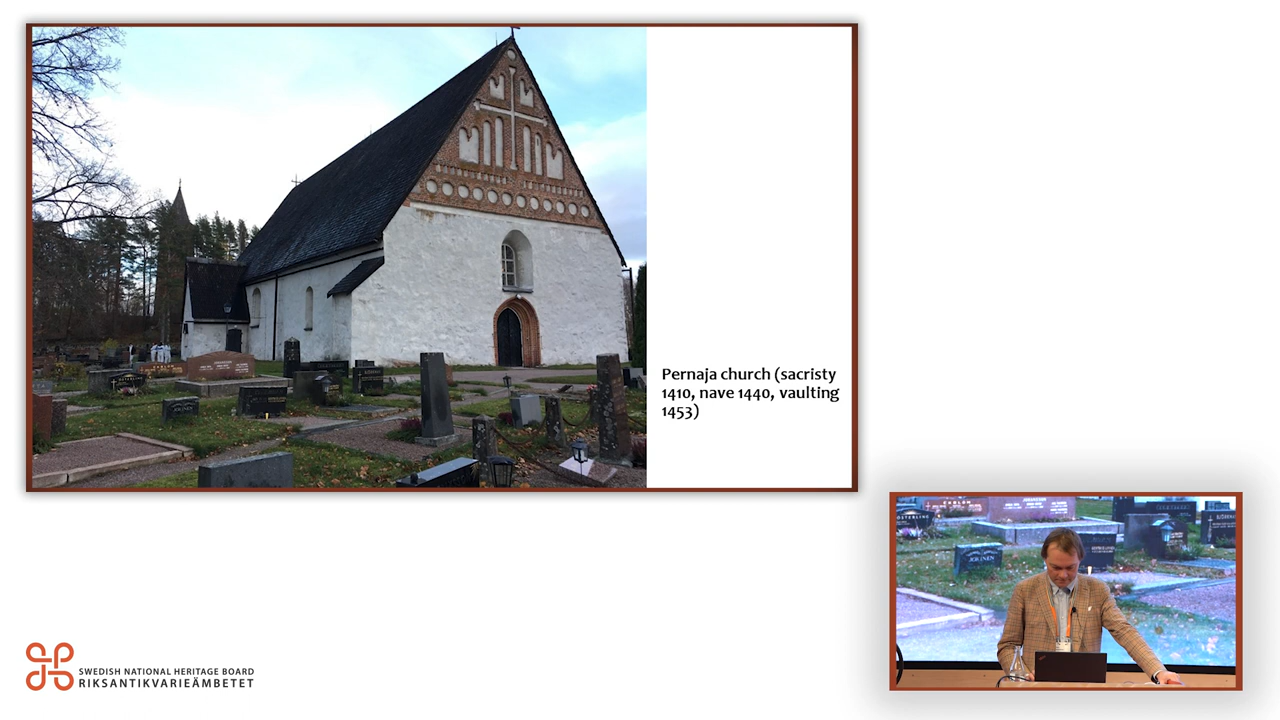 Pernaja church (sacristy
1410, nave 1440, vaulting
1453)
SWEDISH NATIONAL HERITAGE BOARD
RIKSANTIKVARIEÄMBETET